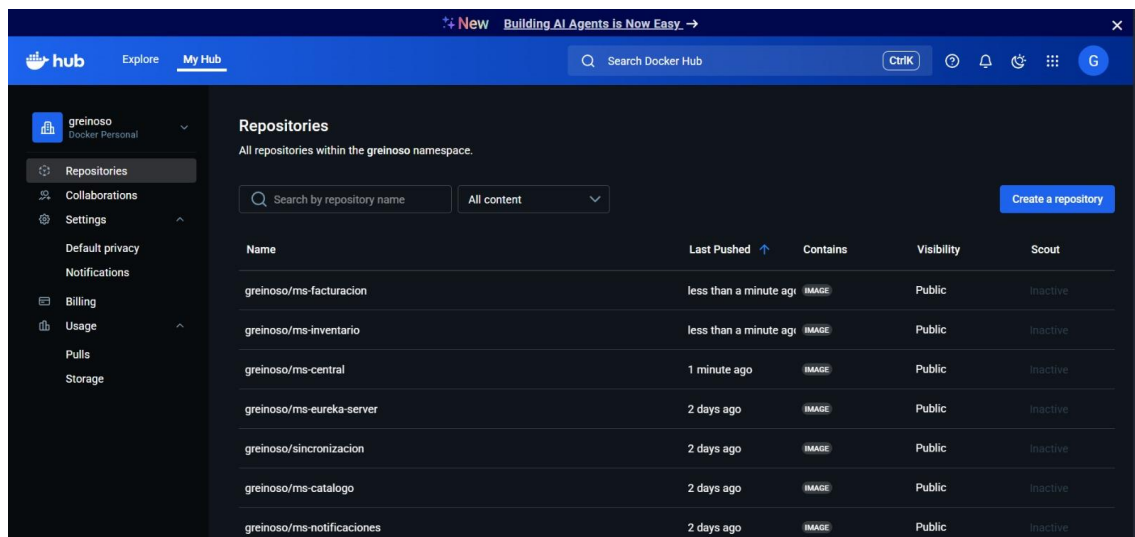 New Building AI Agents is Now Easy →
hub Explore My Hub Search Docker Hub CtrlK G
greinoso
Docker Personal
Repositories
Collaborations
Settings
Default privacy
Notifications
Billing
Usage
Pulls
Storage
Repositories
All repositories within the greinoso namespace.
Search by repository name All content Create a repository
Name Last Pushed ↑ Contains Visibility Scout
greinoso/ms-facturacion less than a minute ago IMAGE Public Inactive
greinoso/ms-inventario less than a minute ago IMAGE Public Inactive
greinoso/ms-central 1 minute ago IMAGE Public Inactive
greinoso/ms-eureka-server 2 days ago IMAGE Public Inactive
greinoso/sincronizacion 2 days ago IMAGE Public Inactive
greinoso/ms-catalogo 2 days ago IMAGE Public Inactive
greinoso/ms-notificaciones 2 days ago IMAGE Public Inactive